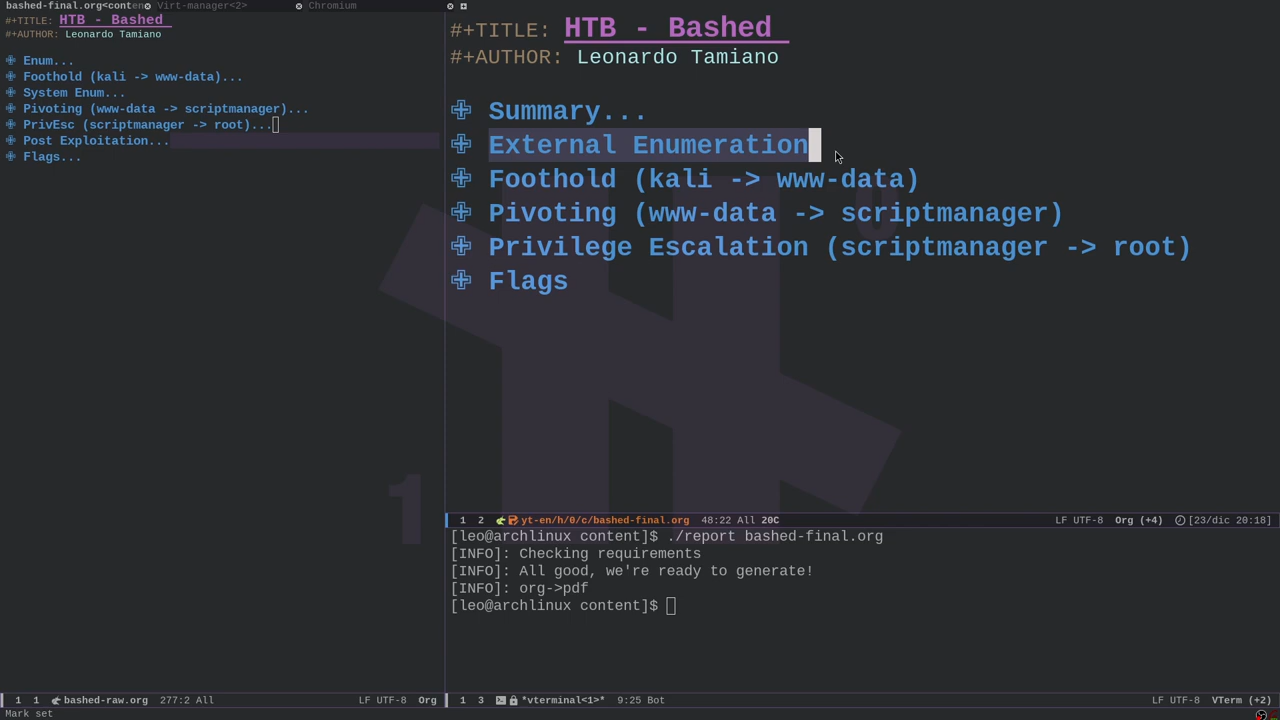 bashed-final.org<conten Virt-manager<2> Chromium
#+TITLE: HTB - Bashed
#+AUTHOR: Leonardo Tamiano
Enum...
Foothold (kali -> www-data)...
System Enum...
Pivoting (www-data -> scriptmanager)...
PrivEsc (scriptmanager -> root)...
Post Exploitation...
Flags...
1 1 bashed-raw.org 277:2 All LF UTF-8 Org
Mark set
#+TITLE: HTB - Bashed
#+AUTHOR: Leonardo Tamiano
Summary...
External Enumeration
Foothold (kali -> www-data)
Pivoting (www-data -> scriptmanager)
Privilege Escalation (scriptmanager -> root)
Flags
0
1
1 2 yt-en/h/0/c/bashed-final.org 48:22 All 20C LF UTF-8 Org (+4) [23/dic 20:18]
[leo@archlinux content]$ ./report bashed-final.org
[INFO]: Checking requirements
[INFO]: All good, we're ready to generate!
[INFO]: org->pdf
[leo@archlinux content]$
1 3 *vterminal<1>* 9:25 Bot LF UTF-8 VTerm (+2)